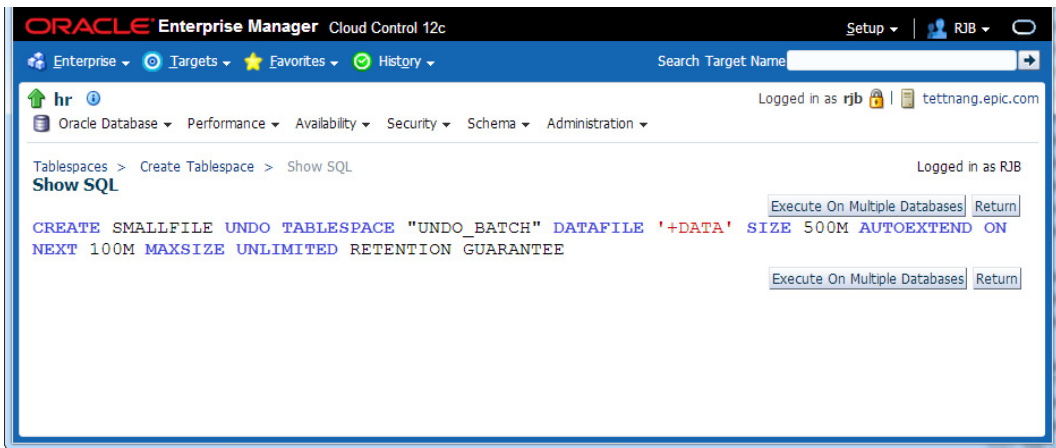 ORACLE Enterprise Manager Cloud Control 12c Setup RJB
Enterprise Targets Favorites History Search Target Name
hr Logged in as rjb tettnang.epic.com
Oracle Database Performance Availability Security Schema Administration
Tablespaces > Create Tablespace > Show SQL Logged in as RJB
Show SQL
Execute On Multiple Databases Return
CREATE SMALLFILE UNDO TABLESPACE "UNDO_BATCH" DATAFILE '+DATA' SIZE 500M AUTOEXTEND ON
NEXT 100M MAXSIZE UNLIMITED RETENTION GUARANTEE
Execute On Multiple Databases Return